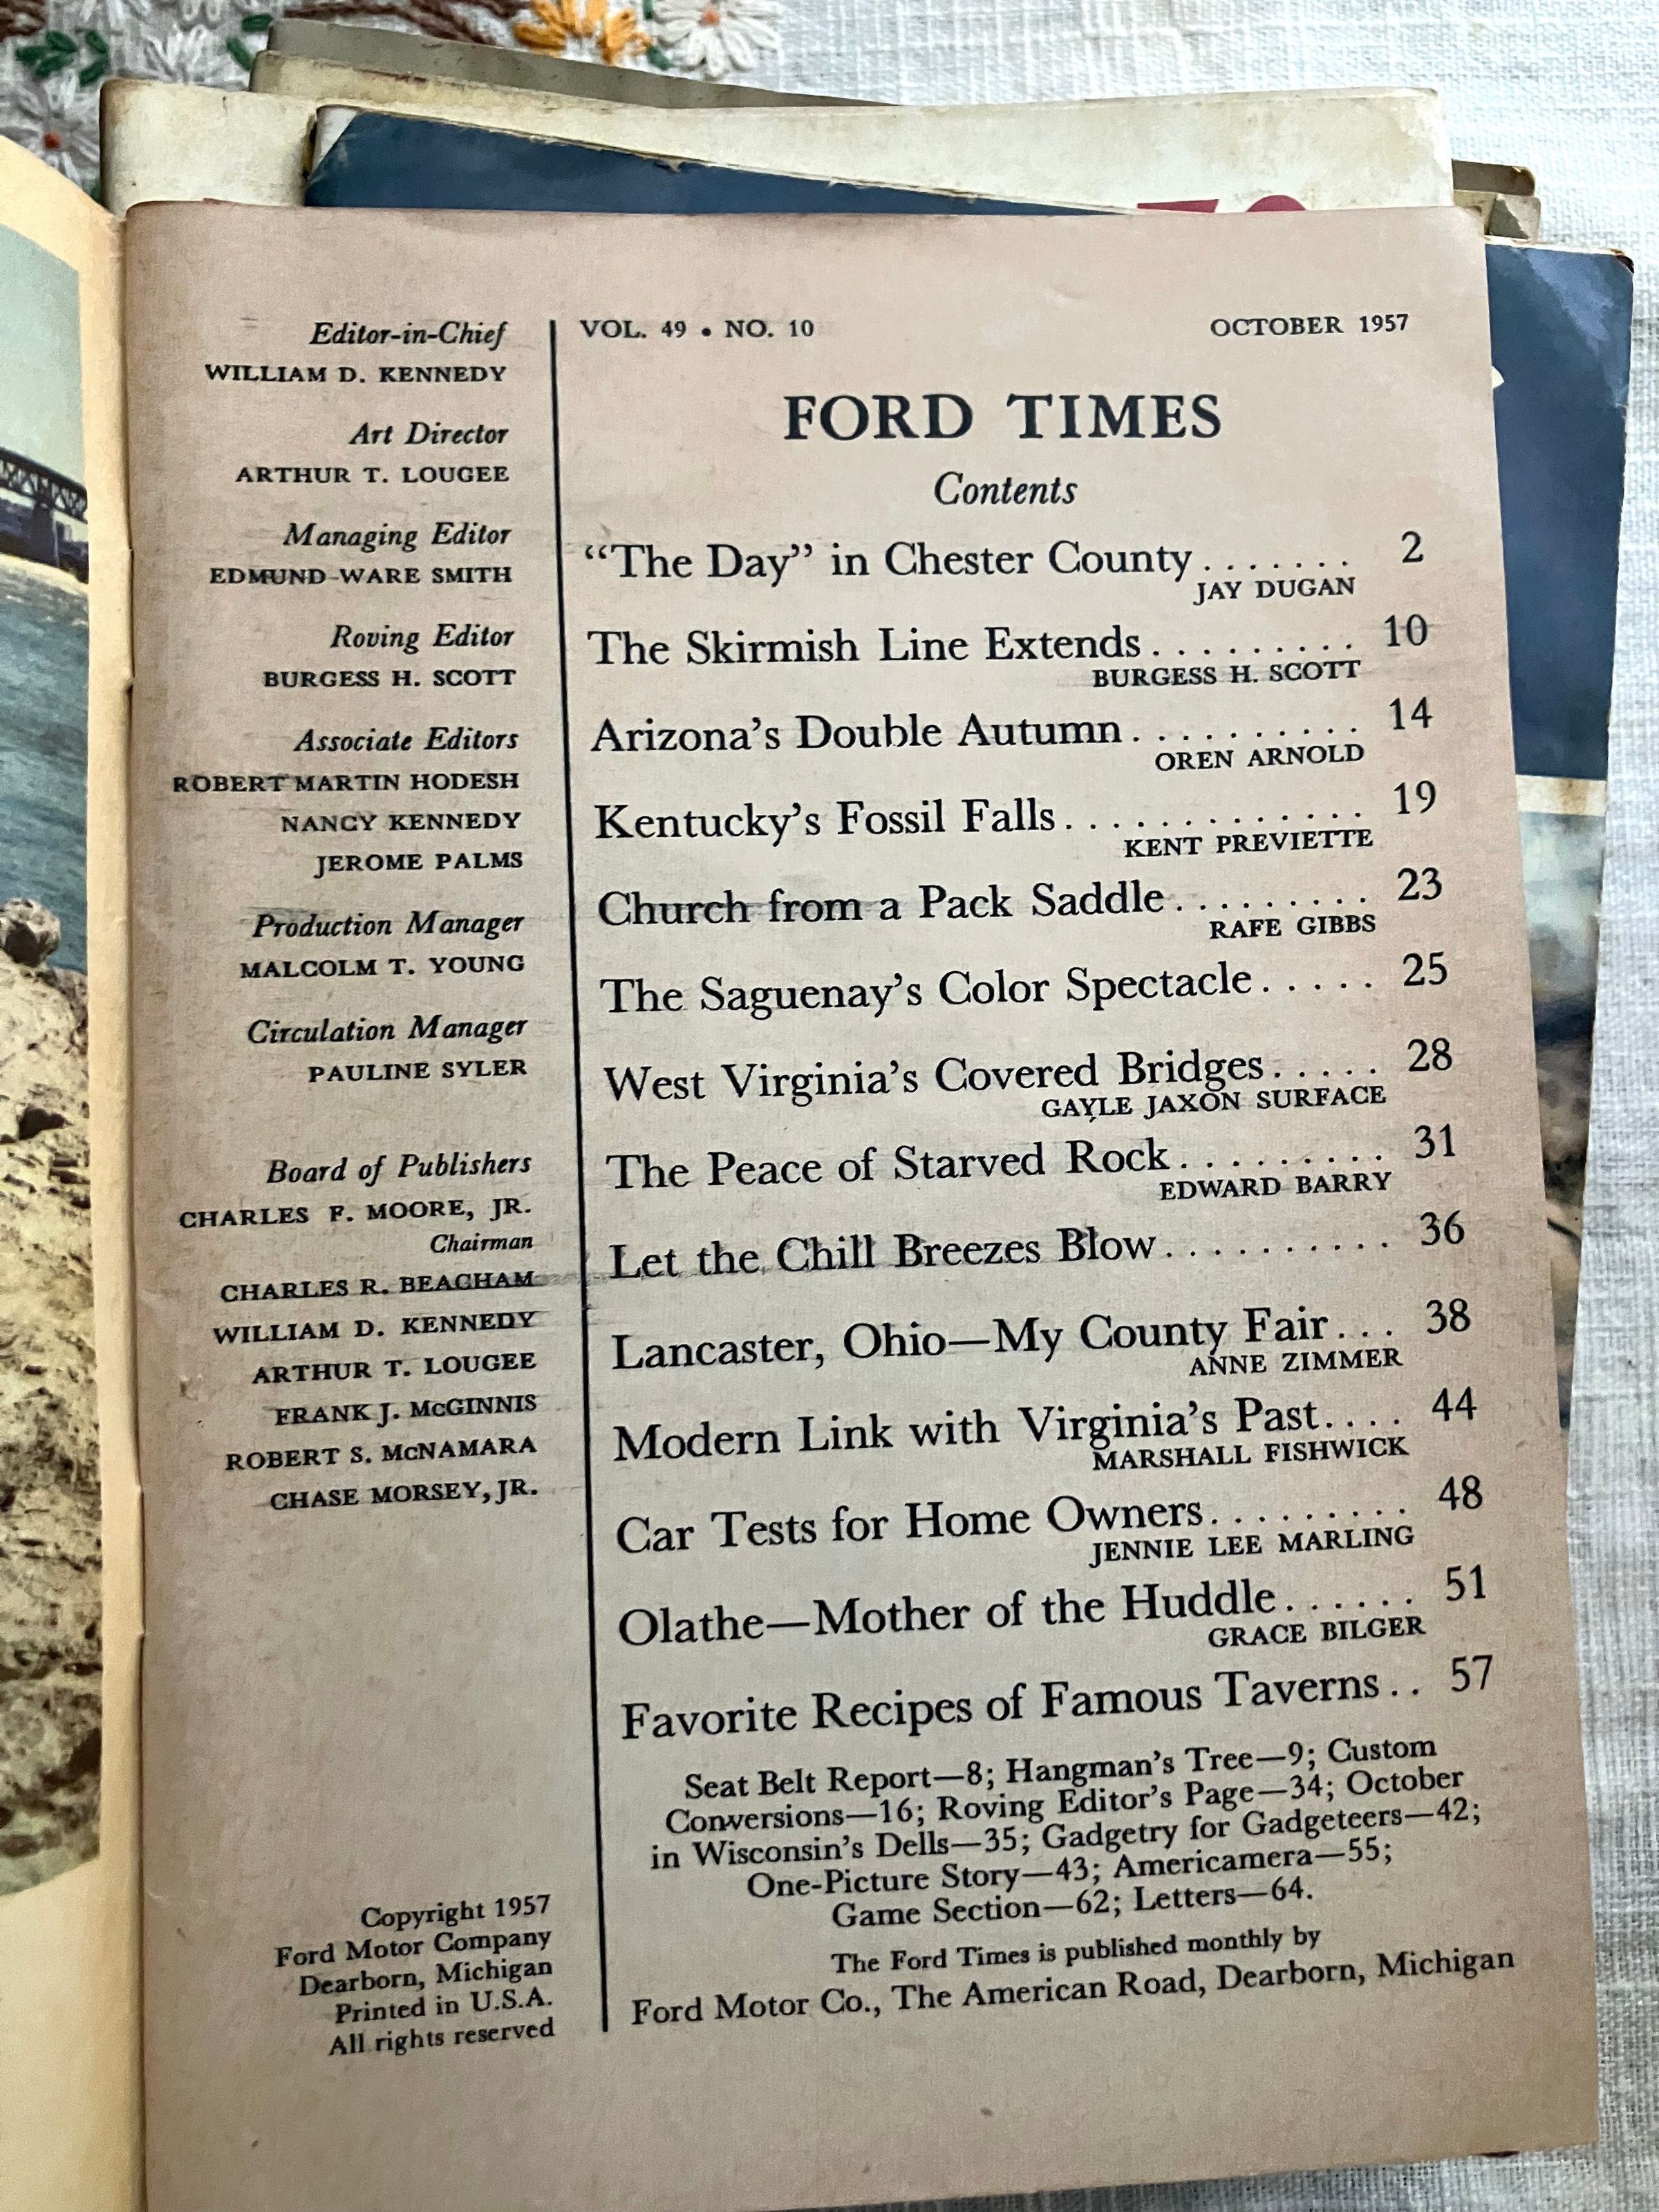 Editor-in-Chief
WILLIAM D. KENNEDY
Art Director
ARTHUR T. LOUGEE
Managing Editor
EDMUND WARE SMITH
Roving Editor
BURGESS H. SCOTT
Associate Editors
ROBERT MARTIN HODESH
NANCY KENNEDY
JEROME PALMS
Production Manager
MALCOLM T. YOUNG
Circulation Manager
PAULINE SYLER
Board of Publishers
CHARLES F. MOORE, JR.
Chairman
CHARLES R. BEACHAM
WILLIAM D. KENNEDY
ARTHUR T. LOUGEE
FRANK J. McGINNIS
ROBERT S. McNAMARA
CHASE MORSEY, JR.
Copyright 1957
Ford Motor Company
Dearborn, Michigan
Printed in U.S.A.
All rights reserved
VOL. 49 • NO. 10 OCTOBER 1957
FORD TIMES
Contents
“The Day” in Chester County....... 2
JAY DUGAN
The Skirmish Line Extends......... 10
BURGESS H. SCOTT
Arizona’s Double Autumn.......... 14
OREN ARNOLD
Kentucky’s Fossil Falls............. 19
KENT PREVIETTE
Church from a Pack Saddle......... 23
RAFE GIBBS
The Saguenay’s Color Spectacle..... 25
West Virginia’s Covered Bridges..... 28
GAYLE JAXON SURFACE
The Peace of Starved Rock......... 31
EDWARD BARRY
Let the Chill Breezes Blow.......... 36
Lancaster, Ohio—My County Fair... 38
ANNE ZIMMER
Modern Link with Virginia’s Past.... 44
MARSHALL FISHWICK
Car Tests for Home Owners......... 48
JENNIE LEE MARLING
Olathe—Mother of the Huddle...... 51
GRACE BILGER
Favorite Recipes of Famous Taverns.. 57
Seat Belt Report—8; Hangman’s Tree—9; Custom
Conversions—16; Roving Editor’s Page—34; October
in Wisconsin’s Dells—35; Gadgetry for Gadgeteers—42;
One-Picture Story—43; Americamera—55;
Game Section—62; Letters—64.
The Ford Times is published monthly by
Ford Motor Co., The American Road, Dearborn, Michigan